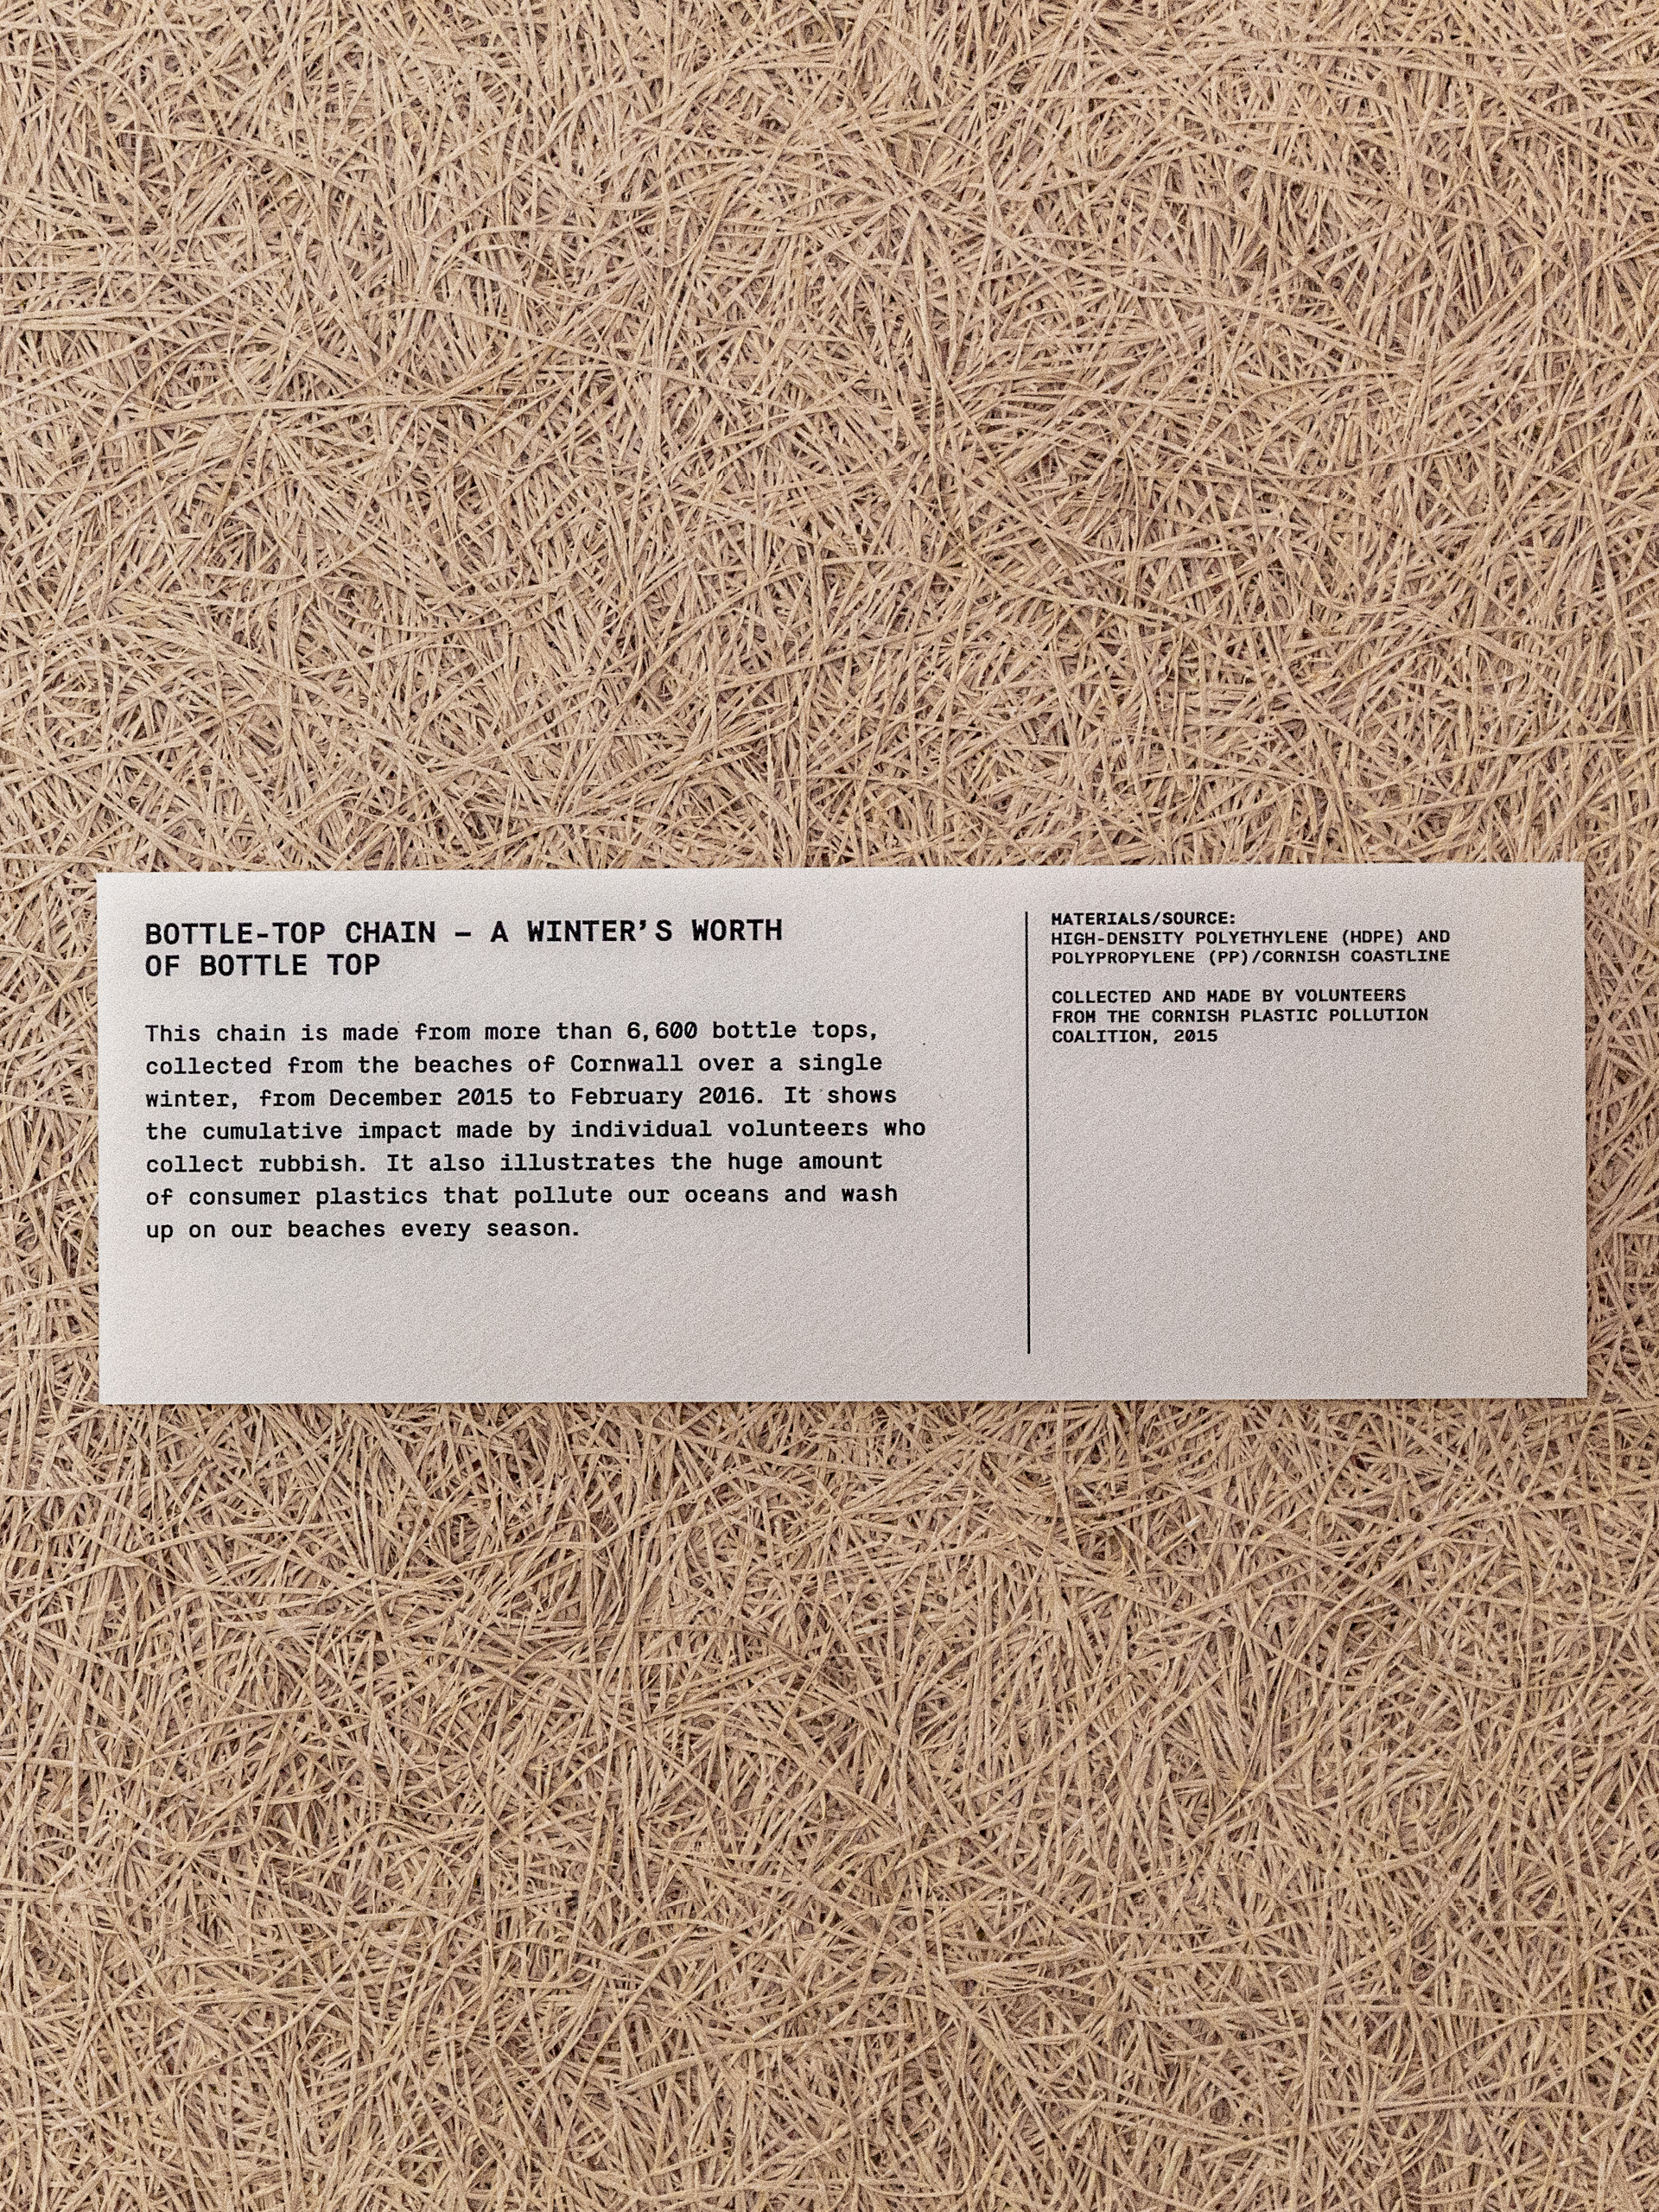 BOTTLE-TOP CHAIN – A WINTER'S WORTH
OF BOTTLE TOP
This chain is made from more than 6,600 bottle tops,
collected from the beaches of Cornwall over a single
winter, from December 2015 to February 2016. It shows
the cumulative impact made by individual volunteers who
collect rubbish. It also illustrates the huge amount
of consumer plastics that pollute our oceans and wash
up on our beaches every season.
MATERIALS/SOURCE:
HIGH-DENSITY POLYETHYLENE (HDPE) AND
POLYPROPYLENE (PP)/CORNISH COASTLINE
COLLECTED AND MADE BY VOLUNTEERS
FROM THE CORNISH PLASTIC POLLUTION
COALITION, 2015